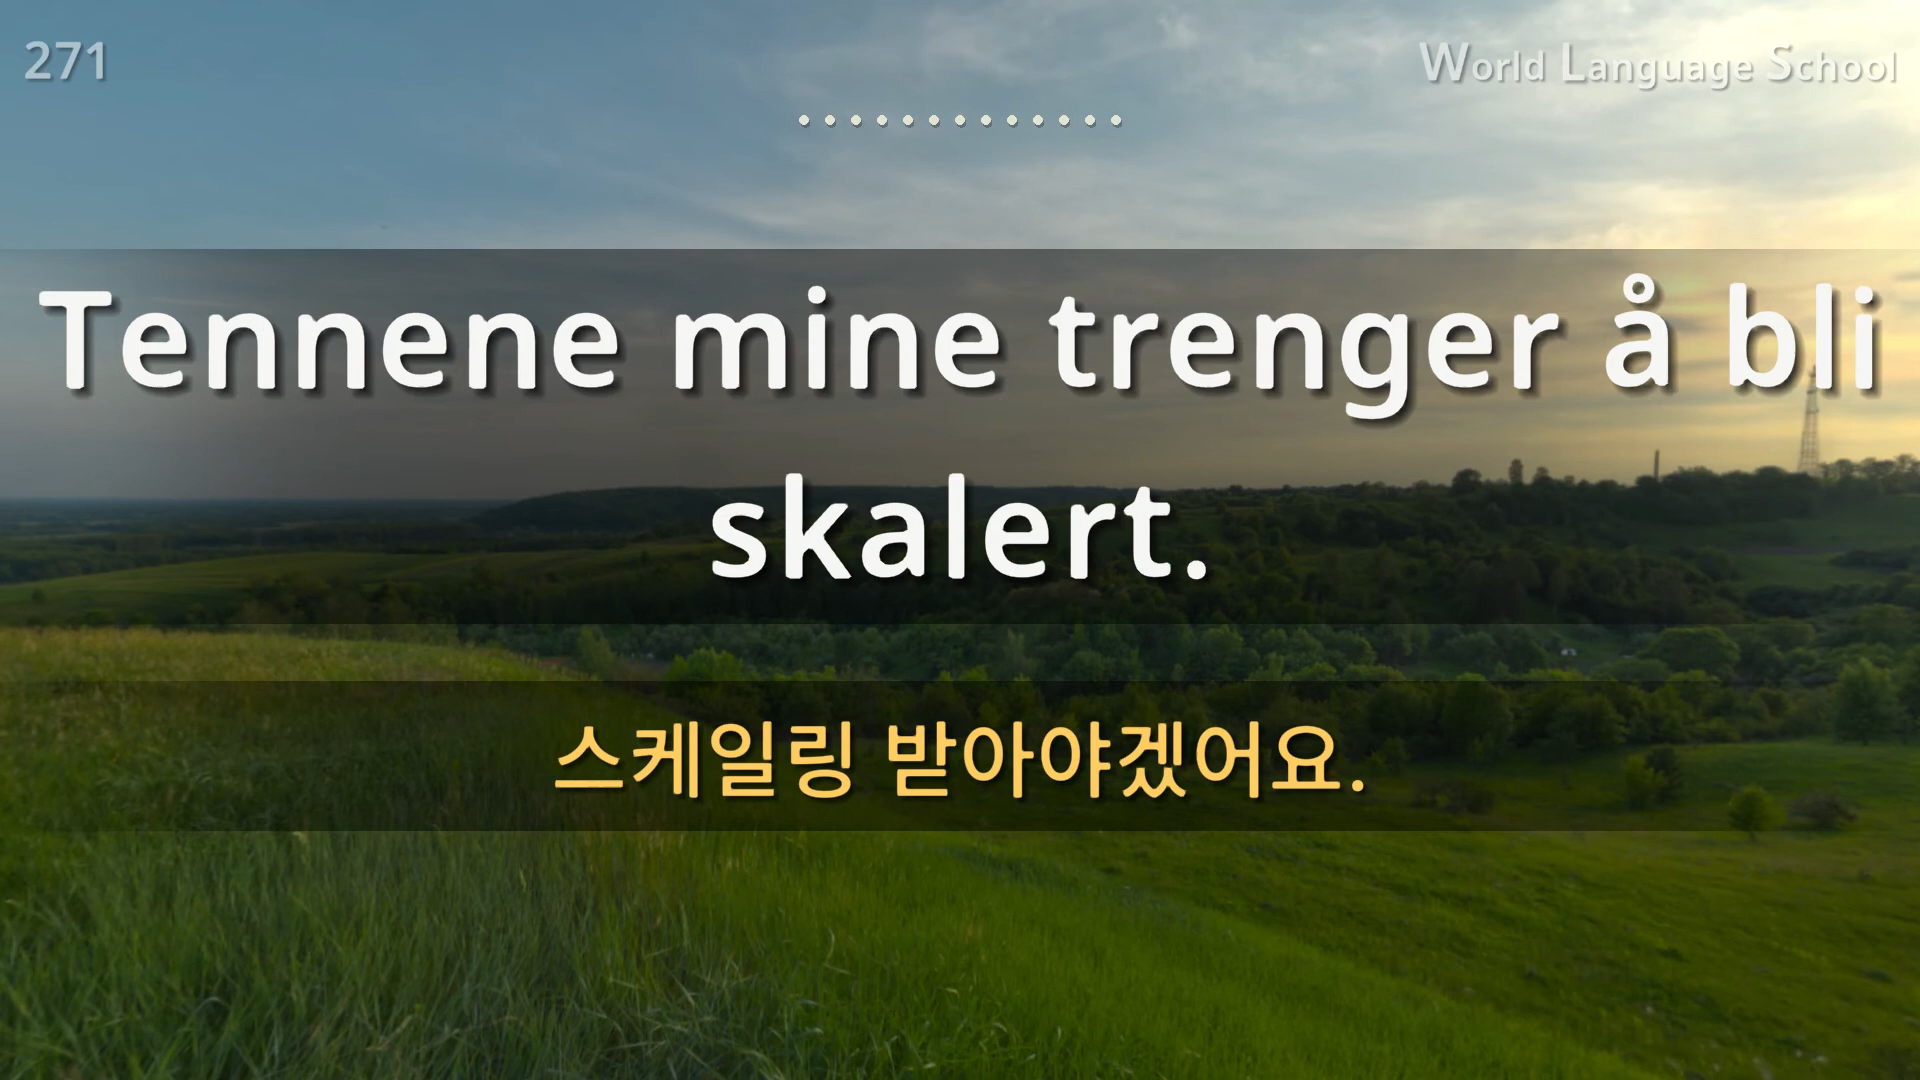 271
World Language School
Tennene mine trenger å bli
skalert.
스케일링 받아야겠어요.